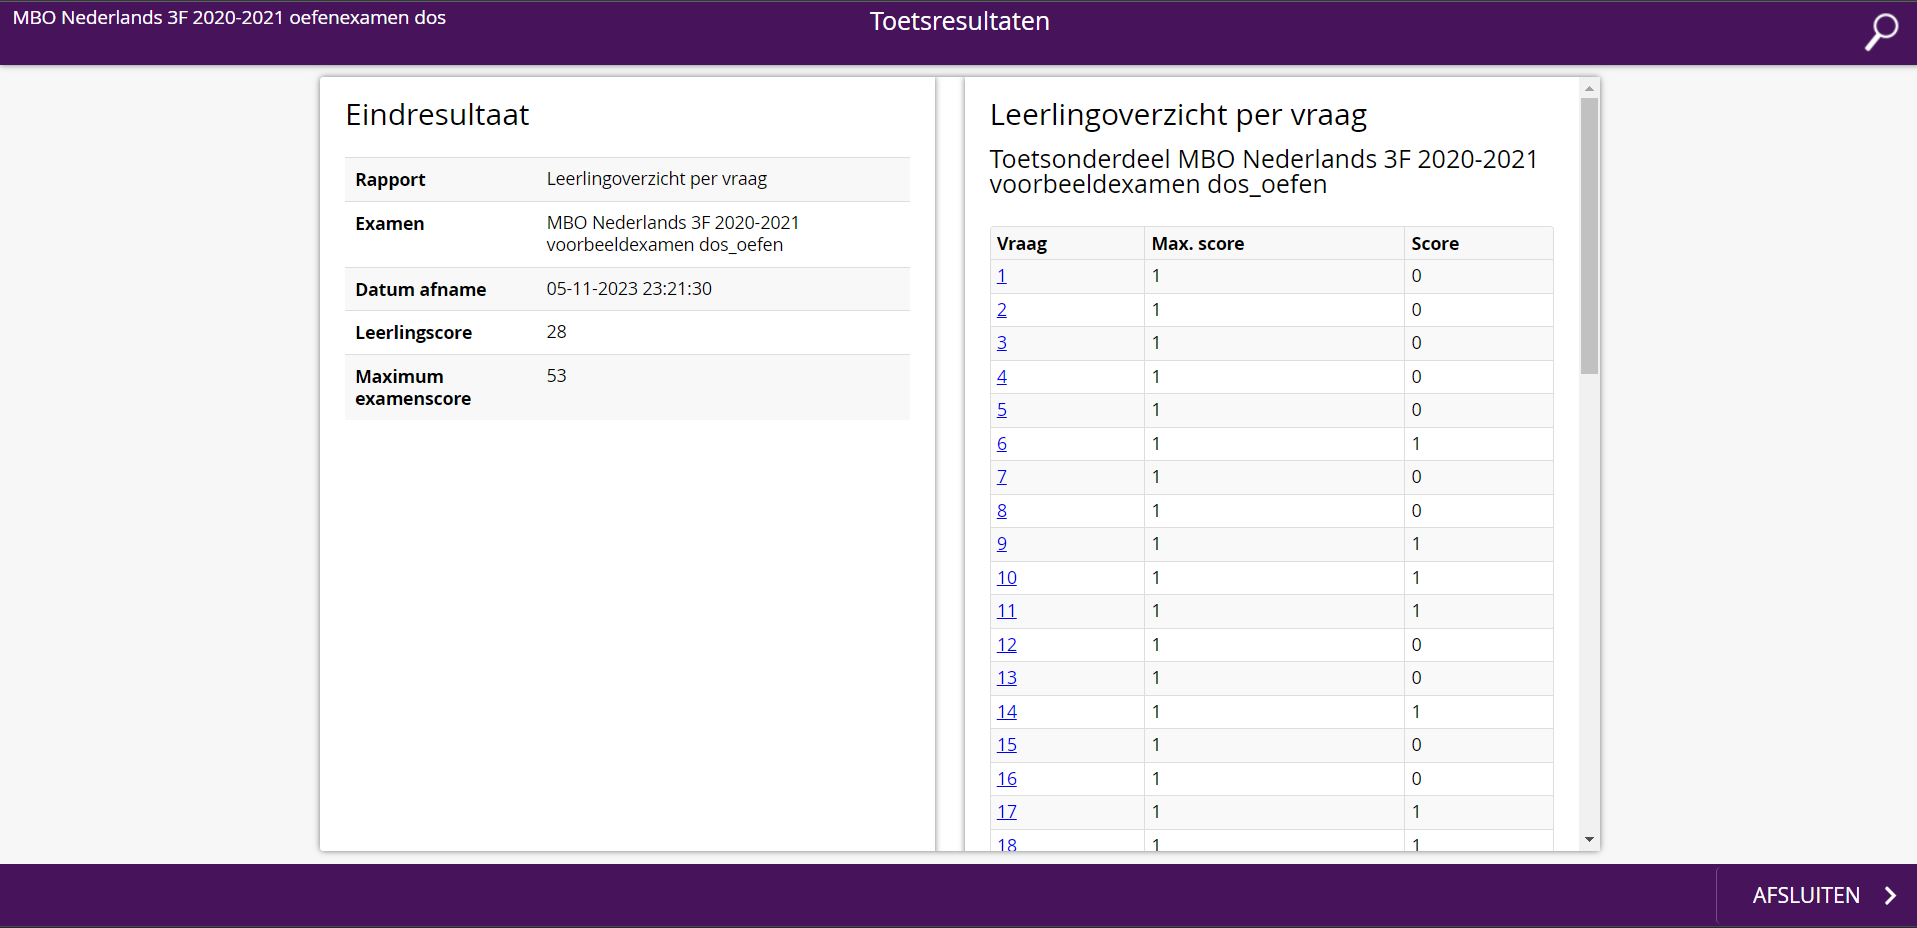 MBO Nederlands 3F 2020-2021 oefenexamen dos
Toetsresultaten
Eindresultaat
Rapport Leerlingoverzicht per vraag
Examen MBO Nederlands 3F 2020-2021
voorbeeldexamen dos_oefen
Datum afname 05-11-2023 23:21:30
Leerlingscore 28
Maximum 53
examenscore
Leerlingoverzicht per vraag
Toetsonderdeel MBO Nederlands 3F 2020-2021
voorbeeldexamen dos_oefen
Vraag Max. score Score
1 1 0
2 1 0
3 1 0
4 1 0
5 1 0
6 1 1
7 1 0
8 1 0
9 1 1
10 1 1
11 1 1
12 1 0
13 1 0
14 1 1
15 1 0
16 1 0
17 1 1
18 1 1
AFSLUITEN